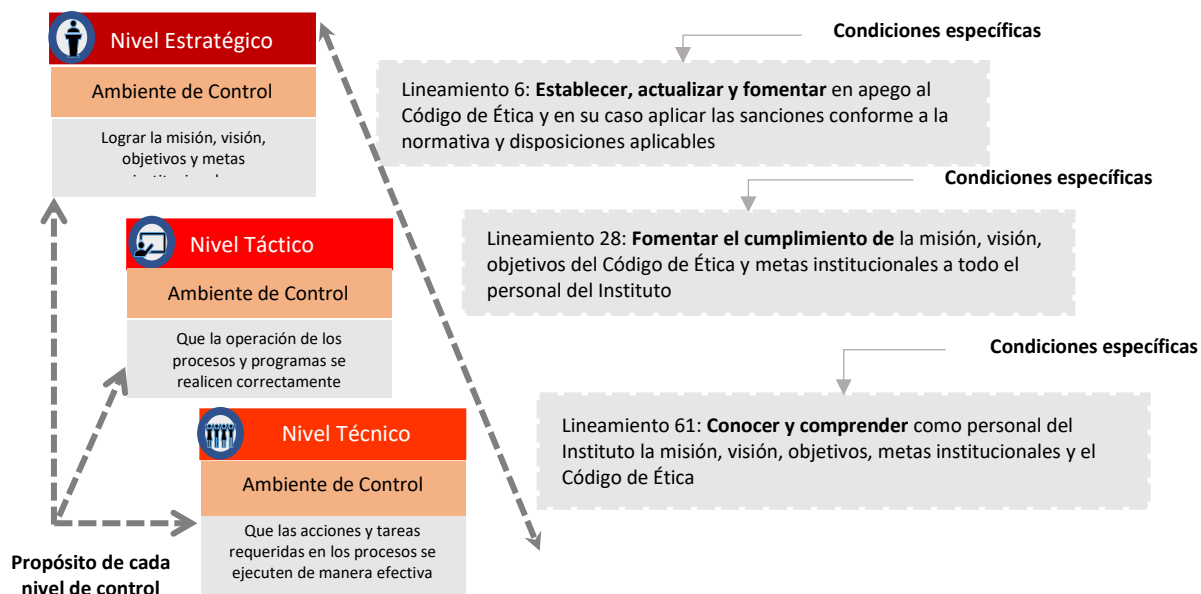 Nivel Estratégico
Ambiente de Control
Lograr la misión, visión,
objetivos y metas
Condiciones específicas
Lineamiento 6: Establecer, actualizar y fomentar en apego al
Código de Ética y en su caso aplicar las sanciones conforme a la
normativa y disposiciones aplicables
Nivel Táctico
Ambiente de Control
Que la operación de los
procesos y programas se
realicen correctamente
Condiciones específicas
Lineamiento 28: Fomentar el cumplimiento de la misión, visión,
objetivos del Código de Ética y metas institucionales a todo el
personal del Instituto
Nivel Técnico
Ambiente de Control
Que las acciones y tareas
requeridas en los procesos se
ejecuten de manera efectiva
Condiciones específicas
Lineamiento 61: Conocer y comprender como personal del
Instituto la misión, visión, objetivos, metas institucionales y el
Código de Ética
Propósito de cada
nivel de control